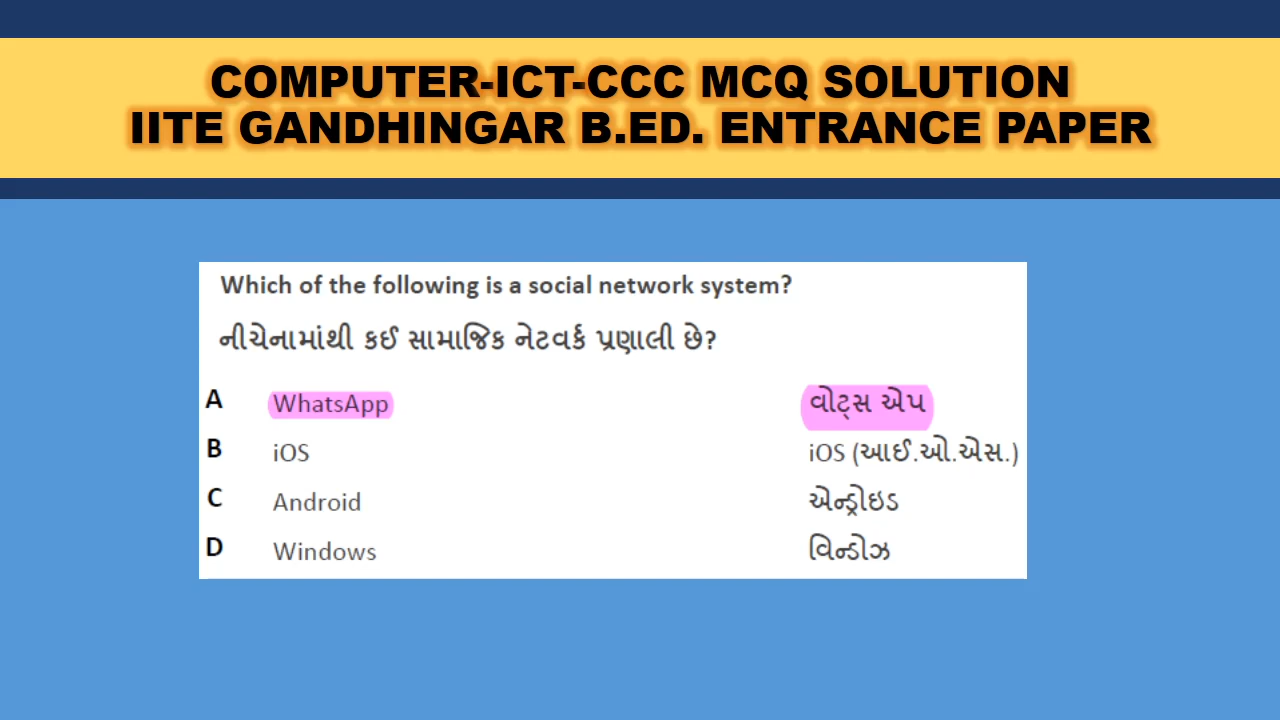 COMPUTER-ICT-CCC MCQ SOLUTION
IITE GANDHINGAR B.ED. ENTRANCE PAPER
Which of the following is a social network system?
નીચેનામાંથી કઈ સામાજિક નેટવર્ક પ્રણાલી છે?
A WhatsApp વોટ્સ એપ
B iOS iOS (આઈ.ઓ.એસ.)
C Android એન્ડ્રોઇડ
D Windows વિન્ડોઝ